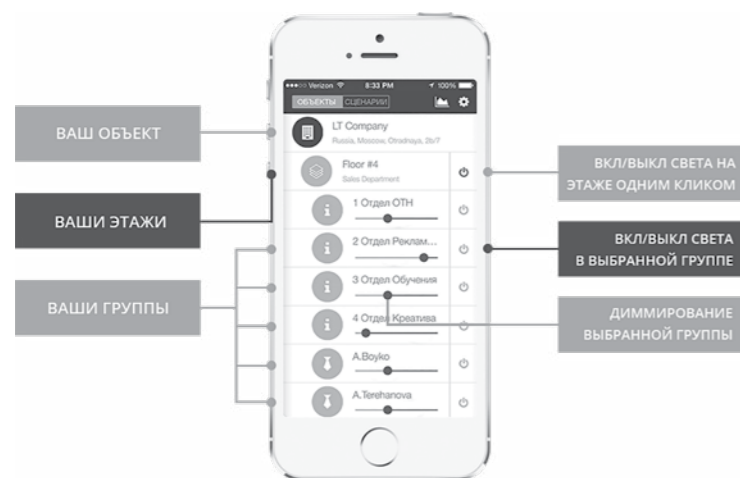 Verizon 8:33 PM 100%
ОБЪЕКТЫ СЦЕНАРИИ
LT Company
Russia, Moscow, Otradnaya, 2b/7
Floor #4
Sales Department
1 Отдел ОТН
2 Отдел Реклам...
3 Отдел Обучения
4 Отдел Креатива
A.Boyko
A.Terehanova
ВАШ ОБЪЕКТ
ВАШИ ЭТАЖИ
ВАШИ ГРУППЫ
ВКЛ/ВЫКЛ СВЕТА НА
ЭТАЖЕ ОДНИМ КЛИКОМ
ВКЛ/ВЫКЛ СВЕТА
В ВЫБРАННОЙ ГРУППЕ
ДИММИРОВАНИЕ
ВЫБРАННОЙ ГРУППЫ